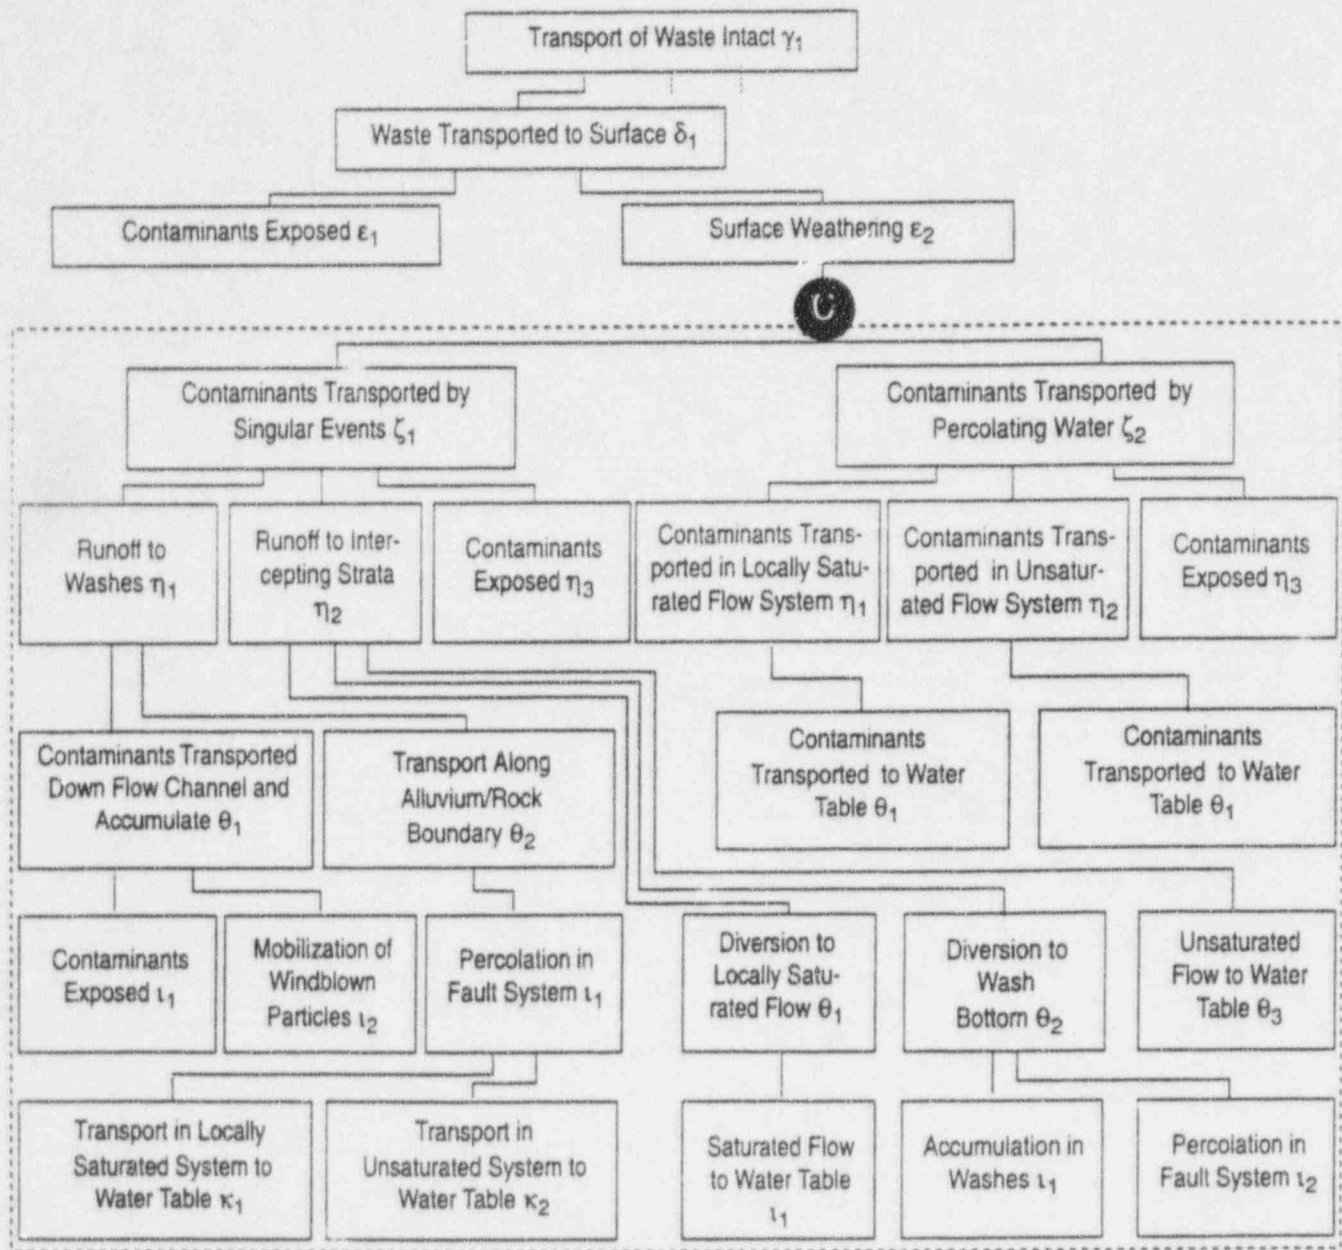 Transport of Waste Intact γ1
Waste Transported to Surface δ1
Contaminants Exposed ε1
Surface Weathering ε2
Contaminants Transported by
Singular Events ζ1
Contaminants Transported by
Percolating Water ζ2
Runoff to
Washes η1
Runoff to Inter-
cepting Strata
η2
Contaminants
Exposed η3
Contaminants Trans-
ported in Locally Satu-
rated Flow System η1
Contaminants Trans-
ported in Unsatur-
ated Flow System η2
Contaminants
Exposed η3
Contaminants Transported
Down Flow Channel and
Accumulate θ1
Transport Along
Alluvium/Rock
Boundary θ2
Contaminants
Transported to Water
Table θ1
Contaminants
Transported to Water
Table θ1
Contaminants
Exposed ι1
Mobilization of
Windblown
Particles ι2
Percolation in
Fault System ι1
Diversion to
Locally Satu-
rated Flow θ1
Diversion to
Wash
Bottom θ2
Unsaturated
Flow to Water
Table θ3
Transport in Locally
Saturated System to
Water Table κ1
Transport in
Unsaturated System to
Water Table κ2
Saturated Flow
to Water Table
ι1
Accumulation in
Washes ι1
Percolation in
Fault System ι2